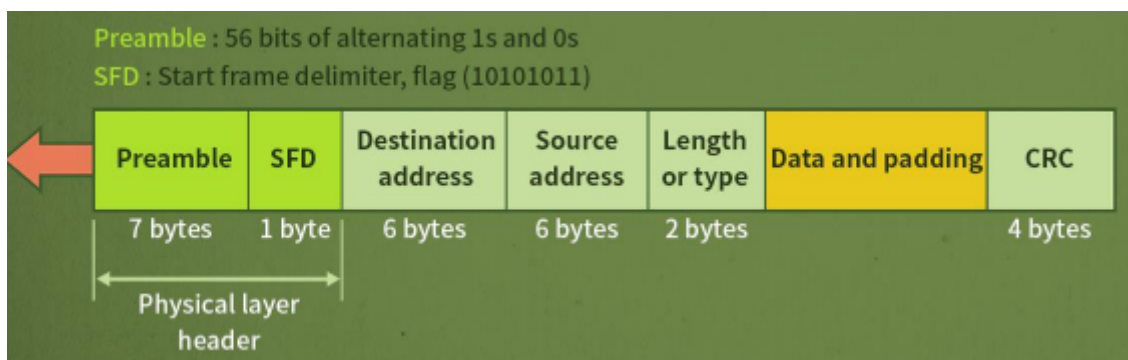 Preamble : 56 bits of alternating 1s and 0s
SFD : Start frame delimiter, flag (10101011)
Preamble
SFD
Destination
address
Source
address
Length
or type
Data and padding
CRC
7 bytes
1 byte
6 bytes
6 bytes
2 bytes
4 bytes
Physical layer
header